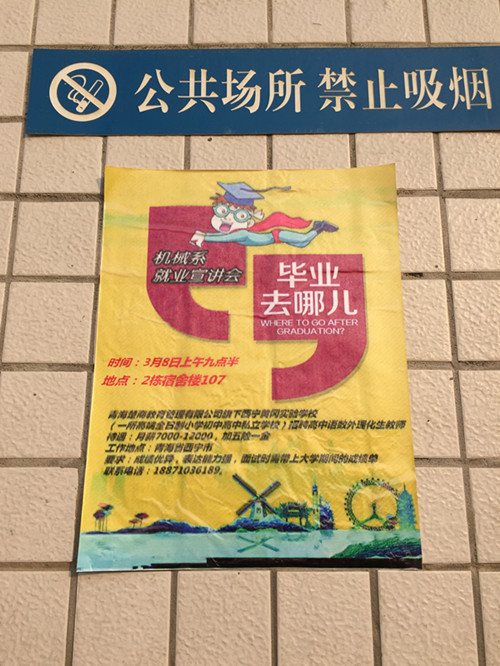 公共场所 禁止吸烟
机械系
就业宣讲会
毕业
去哪儿
WHERE TO GO AFTER
GRADUATION?
时间：3月8日上午九点半
地点：2栋宿舍楼107
青海楚商教育管理有限公司旗下西宁黄冈实验学校
（一所高端全日制小学初中高中私立学校）招聘高中语数外理化生教师
待遇：月薪7000-12000，加五险一金
工作地点：青海省西宁市
要求：成绩优异，表达能力强，面试时需带上大学期间的成绩单
联系电话：18871036189。